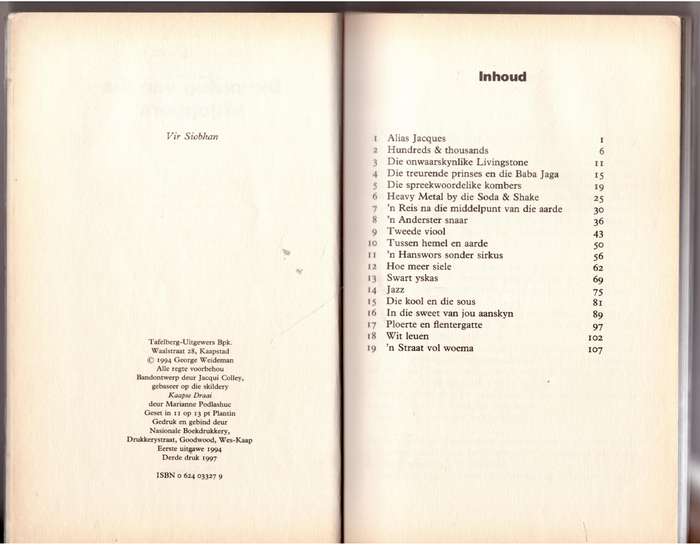 Vir Siobhan
Tafelberg-Uitgewers Bpk.
Waalstraat 28, Kaapstad
© 1994 George Weideman
Alle regte voorbehou
Bandontwerp deur Jacqui Colley,
gebaseer op die skildery
Kaapse Draai
deur Marianne Podlashuc
Geset in 11 op 13 pt Plantin
Gedruk en gebind deur
Nasionale Boekdrukkery,
Drukkerystraat, Goodwood, Wes-Kaap
Eerste uitgawe 1994
Derde druk 1997
ISBN 0 624 03327 9
Inhoud
1 Alias Jacques 1
2 Hundreds & thousands 6
3 Die onwaarskynlike Livingstone 11
4 Die treurende prinses en die Baba Jaga 15
5 Die spreekwoordelike kombers 19
6 Heavy Metal by die Soda & Shake 25
7 'n Reis na die middelpunt van die aarde 30
8 'n Anderster snaar 36
9 Tweede viool 43
10 Tussen hemel en aarde 50
11 'n Hanswors sonder sirkus 56
12 Hoe meer siele 62
13 Swart yskas 69
14 Jazz 75
15 Die kool en die sous 81
16 In die sweet van jou aanskyn 89
17 Ploerte en flentergatte 97
18 Wit leuen 102
19 'n Straat vol woema 107